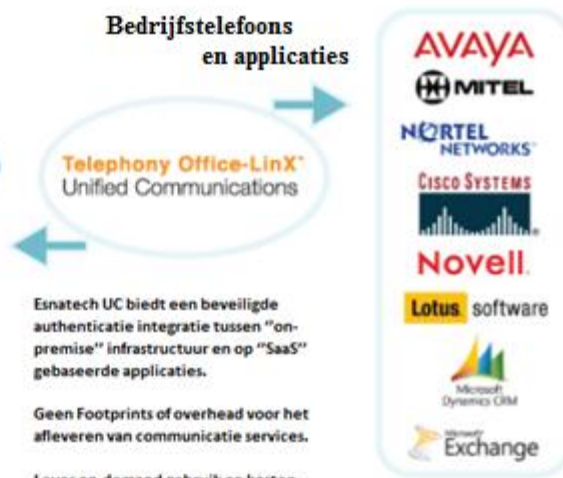 Bedrijfstelefoons
en applicaties
Telephony Office-LinX
Unified Communications
Esnatech UC biedt een beveiligde
authenticatie integratie tussen "on-
premise" infrastructuur en op "SaaS"
gebaseerde applicaties.
Geen Footprints of overhead voor het
afleveren van communicatie services.
AVAYA
MITEL
NORTEL
NETWORKS
CISCO SYSTEMS
Novell
Lotus software
Microsoft
Dynamics CRM
Microsoft
Exchange